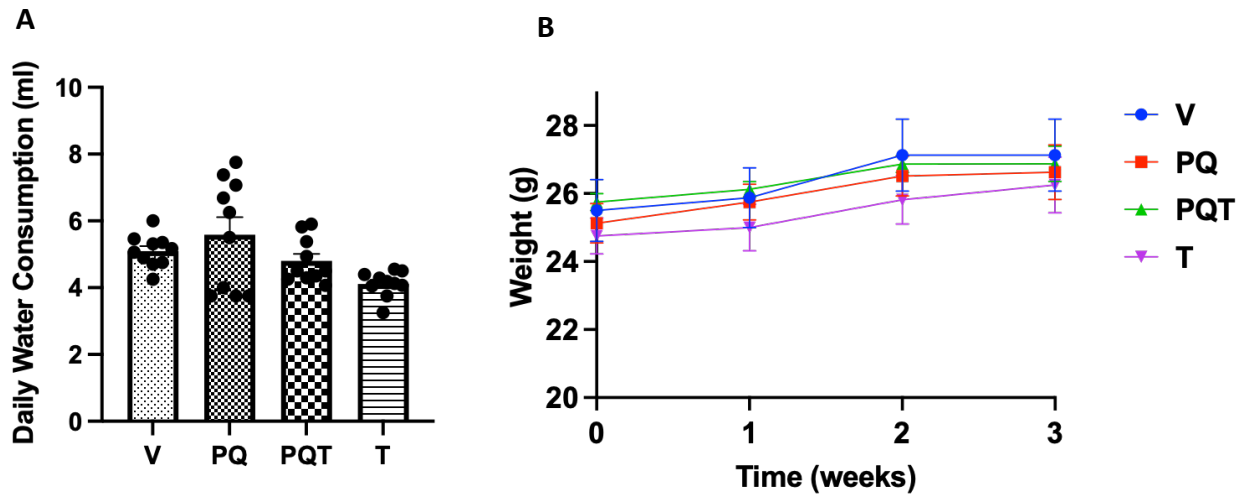 A
B
Daily Water Consumption (ml)
10
8
6
4
2
0
V
PQ
PQT
T
Weight (g)
28
26
24
22
20
0
1
2
3
Time (weeks)
V
PQ
PQT
T